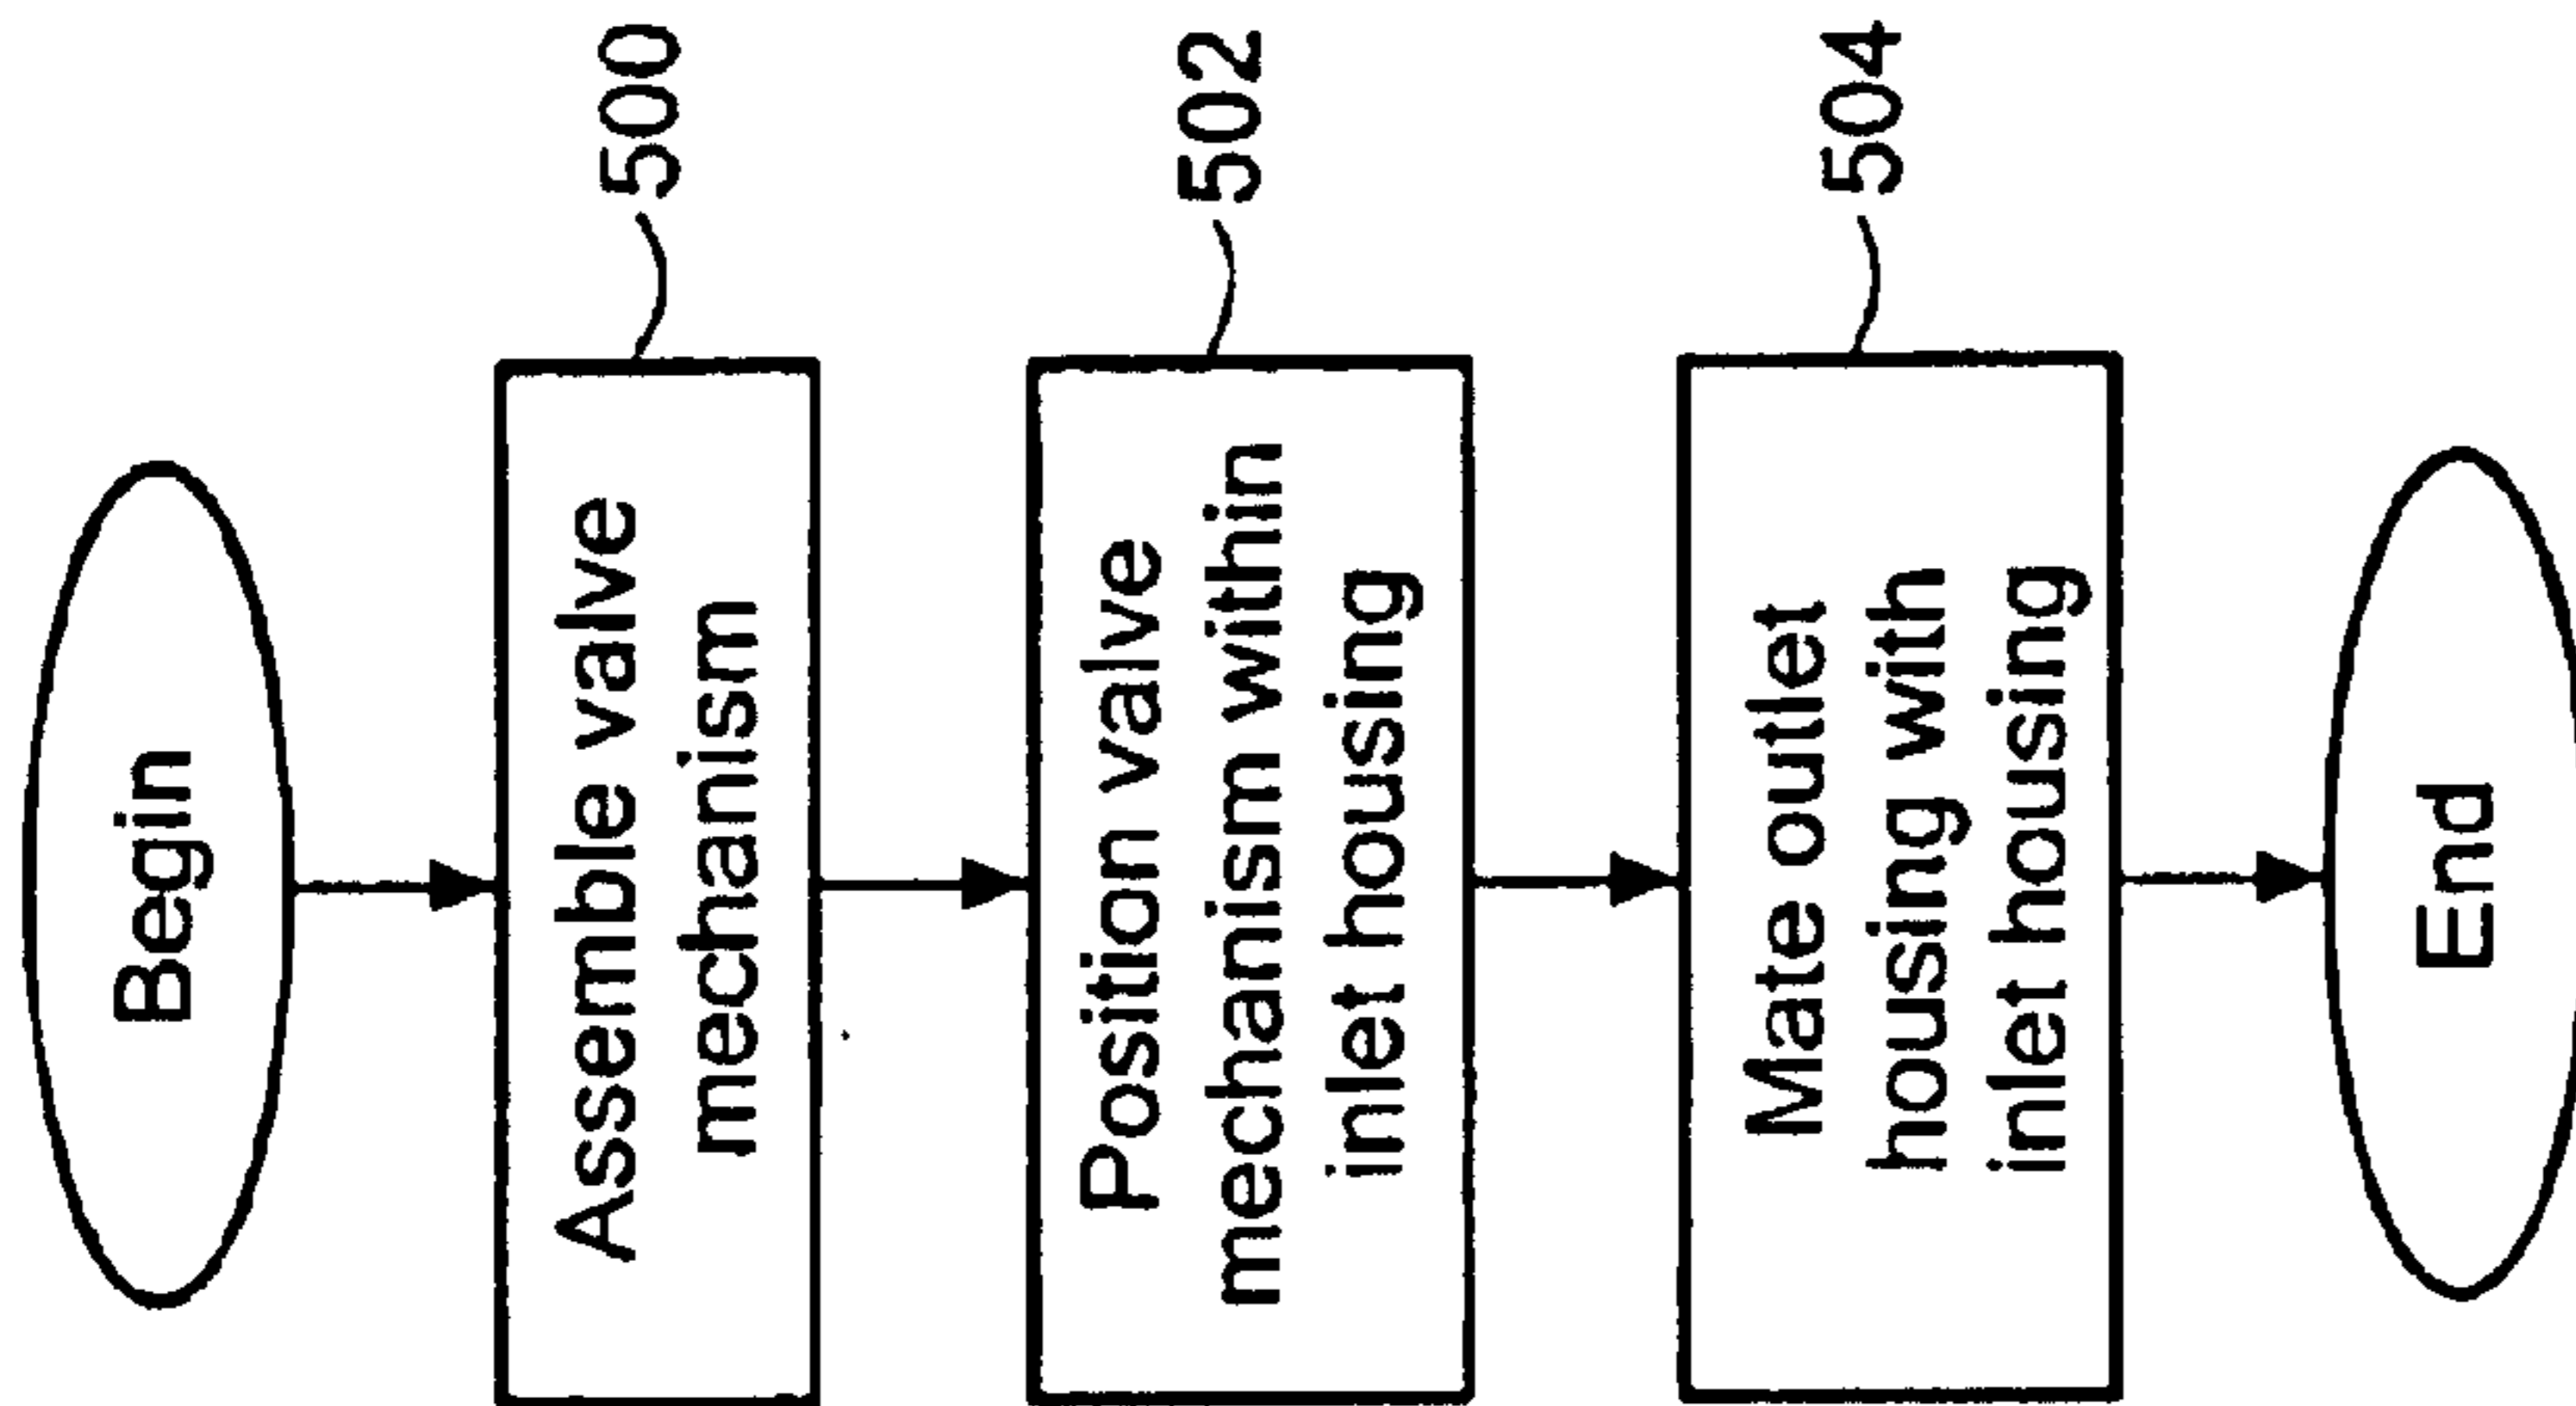 Begin
Assemble valve
mechanism
500
Position valve
mechanism within
inlet housing
502
Mate outlet
housing with
inlet housing
504
End